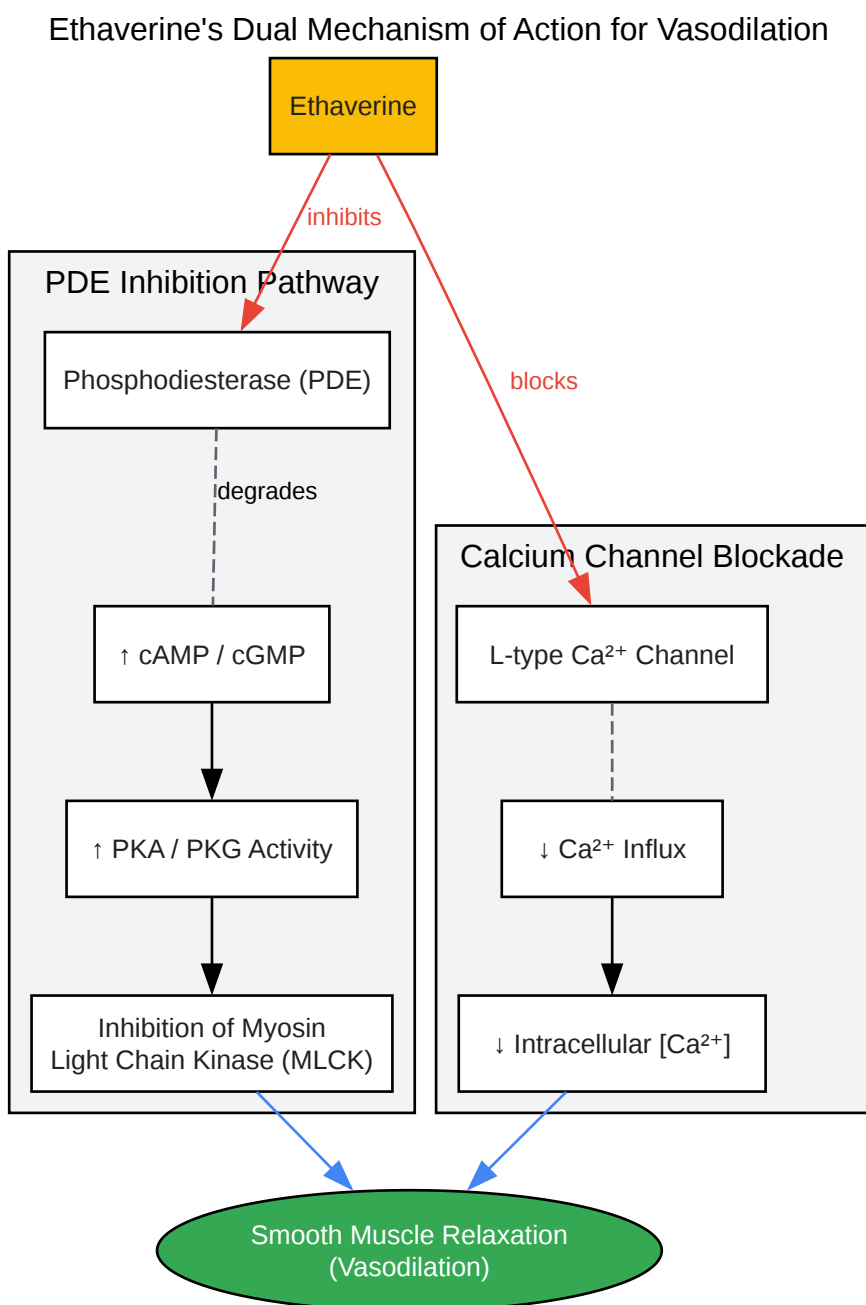 Ethaverine's Dual Mechanism of Action for Vasodilation
Ethaverine
inhibits
blocks
PDE Inhibition Pathway
Phosphodiesterase (PDE)
degrades
↑ cAMP / cGMP
↑ PKA / PKG Activity
Inhibition of Myosin
Light Chain Kinase (MLCK)
Calcium Channel Blockade
L-type Ca²⁺ Channel
↓ Ca²⁺ Influx
↓ Intracellular [Ca²⁺]
Smooth Muscle Relaxation
(Vasodilation)